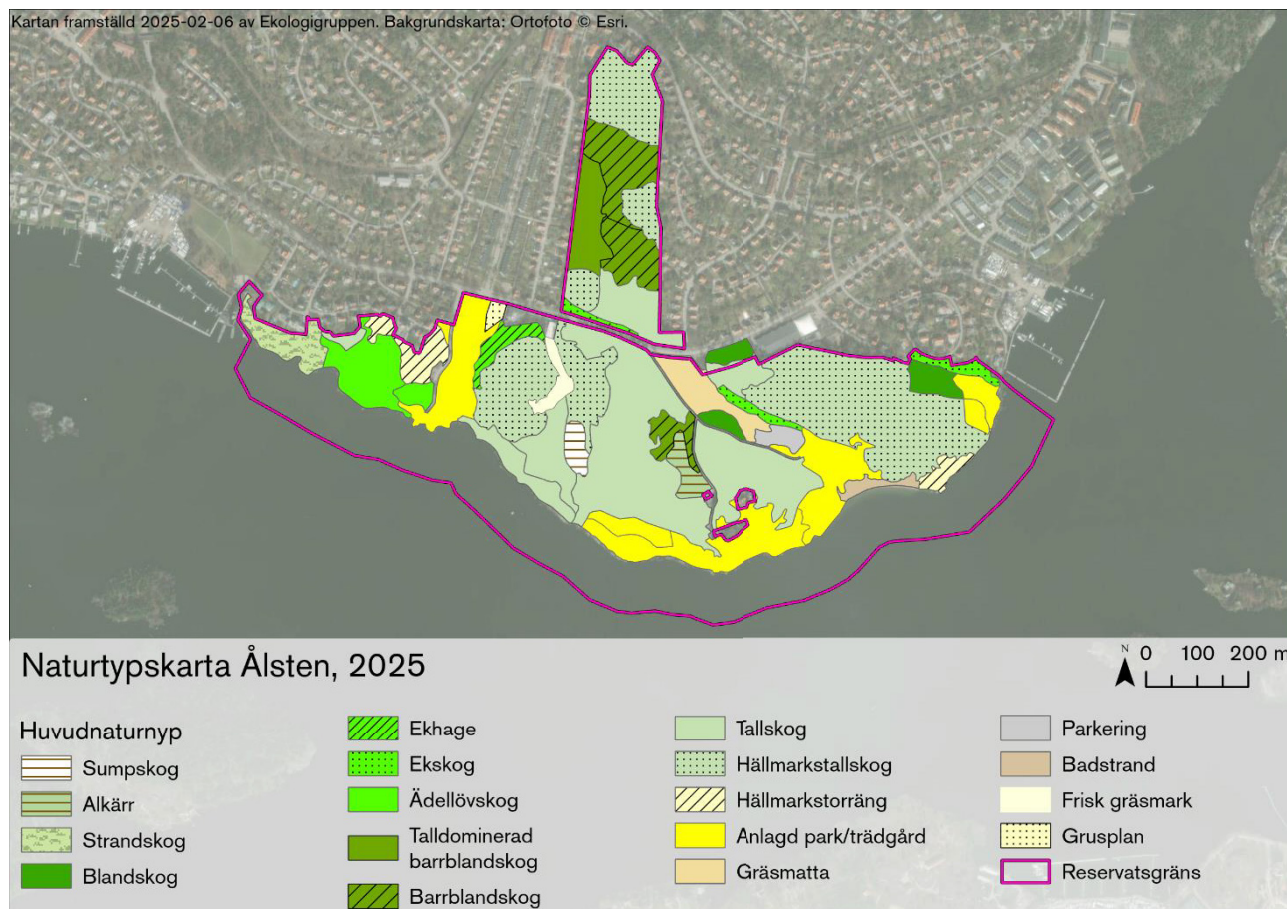 Kartan framställd 2025-02-06 av Ekologigruppen. Bakgrundskarta: Ortofoto © Esri.
Naturtypskarta Ålsten, 2025
N
0 100 200 m
Huvudnaturnyp
Sumpskog
Alkärr
Strandskog
Blandskog
Ekhage
Ekskog
Ädellövskog
Talldominerad
barrblandskog
Barrblandskog
Tallskog
Hällmarkstallskog
Hällmarkstorräng
Anlagd park/trädgård
Gräsmatta
Parkering
Badstrand
Frisk gräsmark
Grusplan
Reservatsgräns